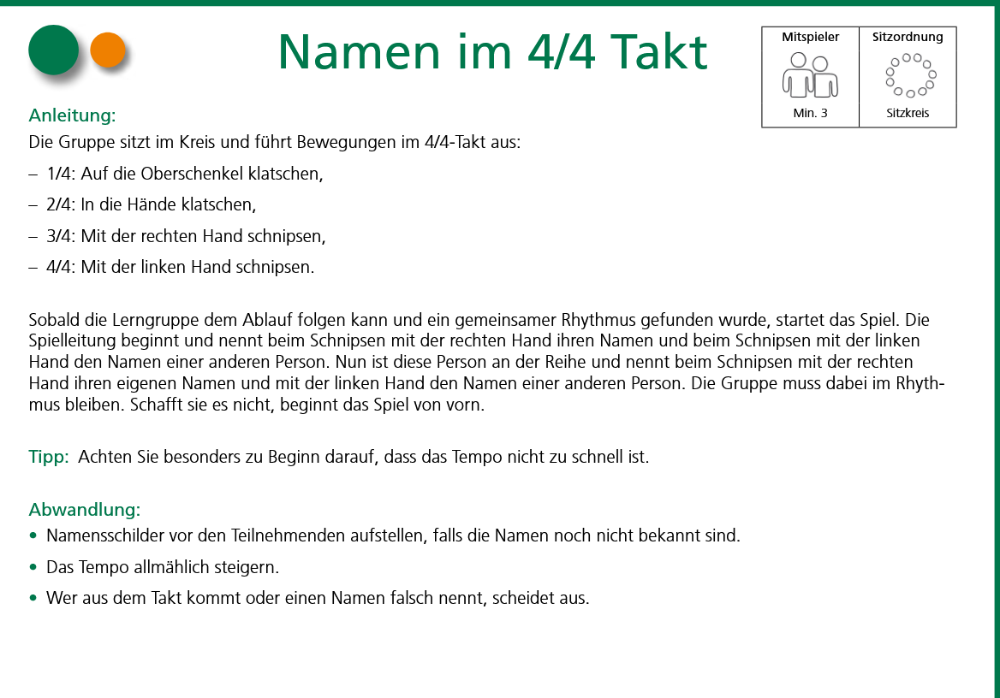 Namen im 4/4 Takt
Mitspieler
Sitzordnung
Min. 3
Sitzkreis
Anleitung:
Die Gruppe sitzt im Kreis und führt Bewegungen im 4/4-Takt aus:
– 1/4: Auf die Oberschenkel klatschen,
– 2/4: In die Hände klatschen,
– 3/4: Mit der rechten Hand schnipsen,
– 4/4: Mit der linken Hand schnipsen.
Sobald die Lerngruppe dem Ablauf folgen kann und ein gemeinsamer Rhythmus gefunden wurde, startet das Spiel. Die
Spielleitung beginnt und nennt beim Schnipsen mit der rechten Hand ihren Namen und beim Schnipsen mit der linken
Hand den Namen einer anderen Person. Nun ist diese Person an der Reihe und nennt beim Schnipsen mit der rechten
Hand ihren eigenen Namen und mit der linken Hand den Namen einer anderen Person. Die Gruppe muss dabei im Rhyth-
mus bleiben. Schafft sie es nicht, beginnt das Spiel von vorn.
Tipp: Achten Sie besonders zu Beginn darauf, dass das Tempo nicht zu schnell ist.
Abwandlung:
• Namensschilder vor den Teilnehmenden aufstellen, falls die Namen noch nicht bekannt sind.
• Das Tempo allmählich steigern.
• Wer aus dem Takt kommt oder einen Namen falsch nennt, scheidet aus.